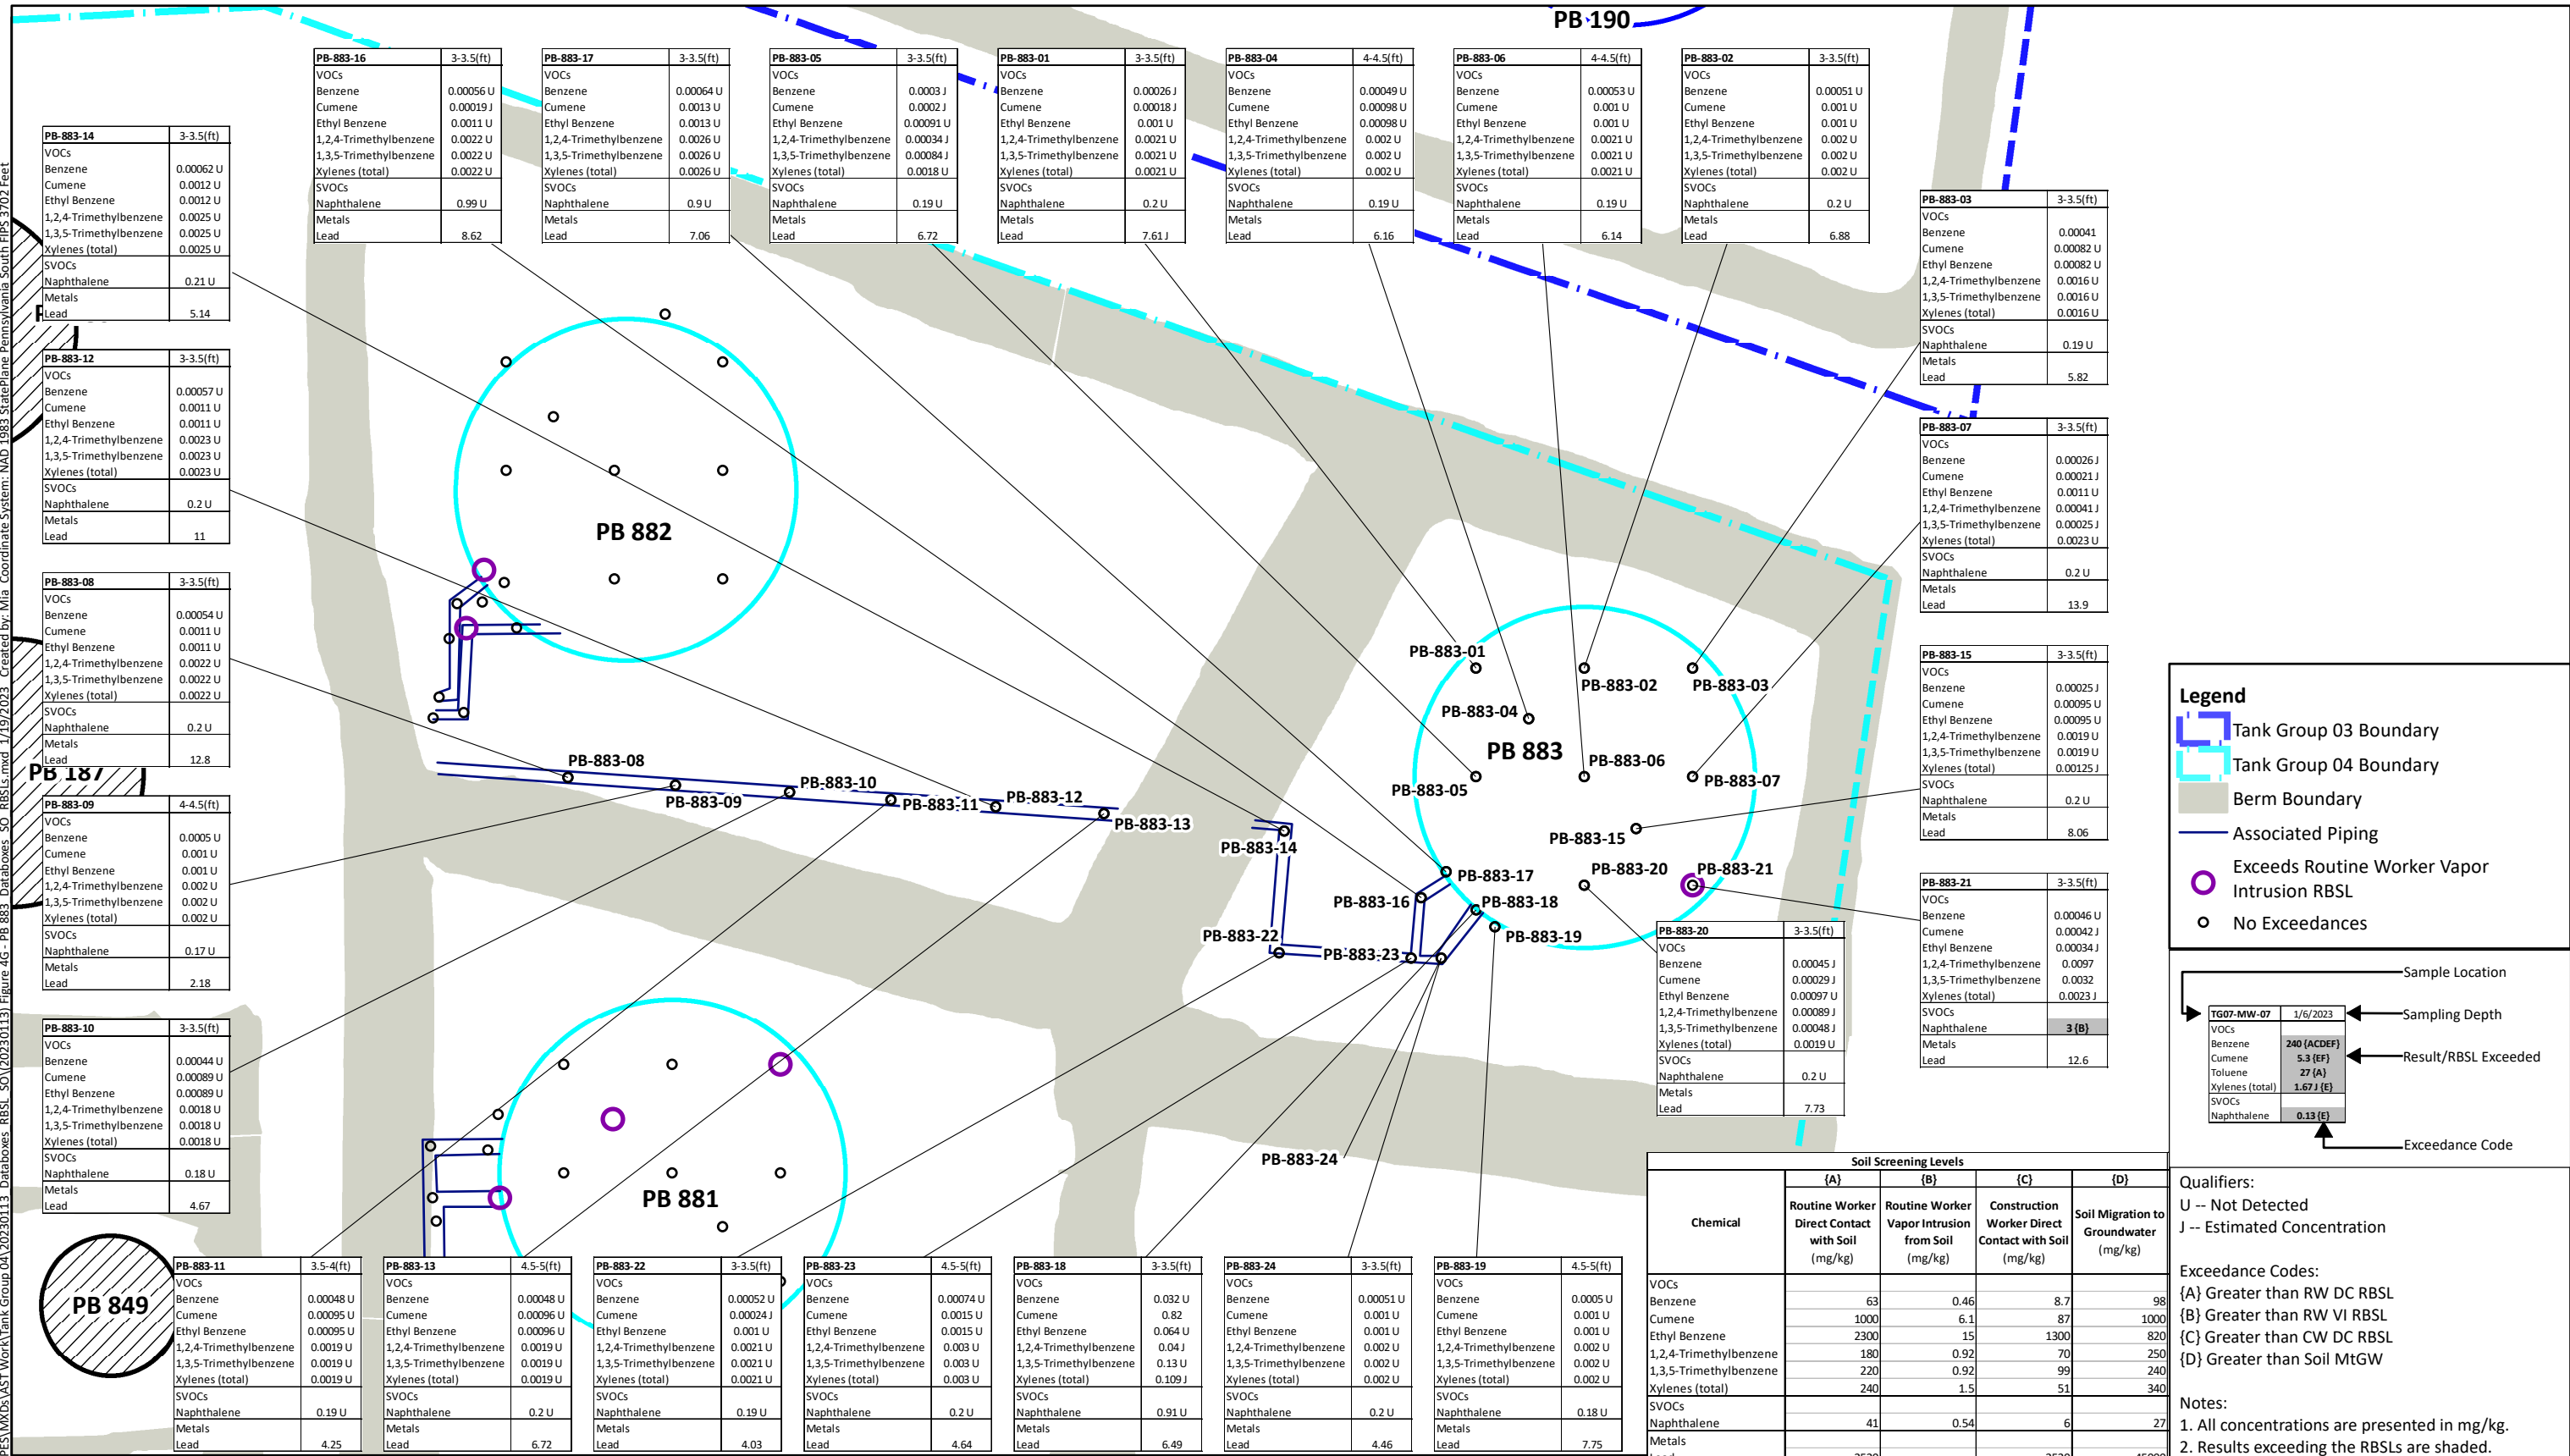 PB 190
PB-883-16 3-3.5(ft)
VOCs
Benzene 0.00056 U
Cumene 0.00019 J
Ethyl Benzene 0.0011 U
1,2,4-Trimethylbenzene 0.0022 U
1,3,5-Trimethylbenzene 0.0022 U
Xylenes (total) 0.0022 U
SVOCs
Naphthalene 0.99 U
Metals
Lead 8.62
PB-883-17 3-3.5(ft)
VOCs
Benzene 0.00064 U
Cumene 0.0013 U
Ethyl Benzene 0.0013 U
1,2,4-Trimethylbenzene 0.0026 U
1,3,5-Trimethylbenzene 0.0026 U
Xylenes (total) 0.0026 U
SVOCs
Naphthalene 0.9 U
Metals
Lead 7.06
PB-883-05 3-3.5(ft)
VOCs
Benzene 0.0003 J
Cumene 0.0002 J
Ethyl Benzene 0.00091 U
1,2,4-Trimethylbenzene 0.00034 J
1,3,5-Trimethylbenzene 0.00084 J
Xylenes (total) 0.0018 U
SVOCs
Naphthalene 0.19 U
Metals
Lead 6.72
PB-883-01 3-3.5(ft)
VOCs
Benzene 0.00026 J
Cumene 0.00018 J
Ethyl Benzene 0.001 U
1,2,4-Trimethylbenzene 0.0021 U
1,3,5-Trimethylbenzene 0.0021 U
Xylenes (total) 0.0021 U
SVOCs
Naphthalene 0.2 U
Metals
Lead 7.61 J
PB-883-04 4-4.5(ft)
VOCs
Benzene 0.00049 U
Cumene 0.00098 U
Ethyl Benzene 0.00098 U
1,2,4-Trimethylbenzene 0.002 U
1,3,5-Trimethylbenzene 0.002 U
Xylenes (total) 0.002 U
SVOCs
Naphthalene 0.19 U
Metals
Lead 6.16
PB-883-06 4-4.5(ft)
VOCs
Benzene 0.00053 U
Cumene 0.001 U
Ethyl Benzene 0.001 U
1,2,4-Trimethylbenzene 0.0021 U
1,3,5-Trimethylbenzene 0.0021 U
Xylenes (total) 0.0021 U
SVOCs
Naphthalene 0.19 U
Metals
Lead 6.14
PB-883-02 3-3.5(ft)
VOCs
Benzene 0.00051 U
Cumene 0.001 U
Ethyl Benzene 0.001 U
1,2,4-Trimethylbenzene 0.002 U
1,3,5-Trimethylbenzene 0.002 U
Xylenes (total) 0.002 U
SVOCs
Naphthalene 0.2 U
Metals
Lead 6.88
PB-883-14 3-3.5(ft)
VOCs
Benzene 0.00062 U
Cumene 0.0012 U
Ethyl Benzene 0.0012 U
1,2,4-Trimethylbenzene 0.0025 U
1,3,5-Trimethylbenzene 0.0025 U
Xylenes (total) 0.0025 U
SVOCs
Naphthalene 0.21 U
Metals
Lead 5.14
PB-883-12 3-3.5(ft)
VOCs
Benzene 0.00057 U
Cumene 0.0011 U
Ethyl Benzene 0.0011 U
1,2,4-Trimethylbenzene 0.0023 U
1,3,5-Trimethylbenzene 0.0023 U
Xylenes (total) 0.0023 U
SVOCs
Naphthalene 0.2 U
Metals
Lead 11
PB-883-08 3-3.5(ft)
VOCs
Benzene 0.00054 U
Cumene 0.0011 U
Ethyl Benzene 0.0011 U
1,2,4-Trimethylbenzene 0.0022 U
1,3,5-Trimethylbenzene 0.0022 U
Xylenes (total) 0.0022 U
SVOCs
Naphthalene 0.2 U
Metals
Lead 12.8
PB 187
PB-883-09 4-4.5(ft)
VOCs
Benzene 0.0005 U
Cumene 0.001 U
Ethyl Benzene 0.001 U
1,2,4-Trimethylbenzene 0.002 U
1,3,5-Trimethylbenzene 0.002 U
Xylenes (total) 0.002 U
SVOCs
Naphthalene 0.17 U
Metals
Lead 2.18
PB-883-10 3-3.5(ft)
VOCs
Benzene 0.00044 U
Cumene 0.00089 U
Ethyl Benzene 0.00089 U
1,2,4-Trimethylbenzene 0.0018 U
1,3,5-Trimethylbenzene 0.0018 U
Xylenes (total) 0.0018 U
SVOCs
Naphthalene 0.18 U
Metals
Lead 4.67
PB-883-03 3-3.5(ft)
VOCs
Benzene 0.00041
Cumene 0.00082 U
Ethyl Benzene 0.00082 U
1,2,4-Trimethylbenzene 0.0016 U
1,3,5-Trimethylbenzene 0.0016 U
Xylenes (total) 0.0016 U
SVOCs
Naphthalene 0.19 U
Metals
Lead 5.82
PB-883-07 3-3.5(ft)
VOCs
Benzene 0.00026 J
Cumene 0.00021 J
Ethyl Benzene 0.0011 U
1,2,4-Trimethylbenzene 0.00041 J
1,3,5-Trimethylbenzene 0.00025 J
Xylenes (total) 0.0023 U
SVOCs
Naphthalene 0.2 U
Metals
Lead 13.9
PB-883-15 3-3.5(ft)
VOCs
Benzene 0.00025 J
Cumene 0.00095 U
Ethyl Benzene 0.00095 U
1,2,4-Trimethylbenzene 0.0019 U
1,3,5-Trimethylbenzene 0.0019 U
Xylenes (total) 0.00125 J
SVOCs
Naphthalene 0.2 U
Metals
Lead 8.06
PB-883-21 3-3.5(ft)
VOCs
Benzene 0.00046 U
Cumene 0.00042 J
Ethyl Benzene 0.00034 J
1,2,4-Trimethylbenzene 0.0097
1,3,5-Trimethylbenzene 0.0032
Xylenes (total) 0.0023 J
SVOCs
Naphthalene 3 {B}
Metals
Lead 12.6
PB-883-20 3-3.5(ft)
VOCs
Benzene 0.00045 J
Cumene 0.00029 J
Ethyl Benzene 0.00097 U
1,2,4-Trimethylbenzene 0.00089 J
1,3,5-Trimethylbenzene 0.00048 J
Xylenes (total) 0.0019 U
SVOCs
Naphthalene 0.2 U
Metals
Lead 7.73
PB 882
PB-883-01
PB-883-02
PB-883-03
PB-883-04
PB 883
PB-883-05
PB-883-06
PB-883-07
PB-883-08
PB-883-09
PB-883-10
PB-883-11
PB-883-12
PB-883-13
PB-883-14
PB-883-15
PB-883-16
PB-883-17
PB-883-18
PB-883-19
PB-883-20
PB-883-21
PB-883-22
PB-883-23
PB-883-24
PB 881
PB 849
PB-883-11 3.5-4(ft)
VOCs
Benzene 0.00048 U
Cumene 0.00095 U
Ethyl Benzene 0.00095 U
1,2,4-Trimethylbenzene 0.0019 U
1,3,5-Trimethylbenzene 0.0019 U
Xylenes (total) 0.0019 U
SVOCs
Naphthalene 0.19 U
Metals
Lead 4.25
PB-883-13 4.5-5(ft)
VOCs
Benzene 0.00048 U
Cumene 0.00096 U
Ethyl Benzene 0.00096 U
1,2,4-Trimethylbenzene 0.0019 U
1,3,5-Trimethylbenzene 0.0019 U
Xylenes (total) 0.0019 U
SVOCs
Naphthalene 0.2 U
Metals
Lead 6.72
PB-883-22 3-3.5(ft)
VOCs
Benzene 0.00052 U
Cumene 0.00024 J
Ethyl Benzene 0.001 U
1,2,4-Trimethylbenzene 0.0021 U
1,3,5-Trimethylbenzene 0.0021 U
Xylenes (total) 0.0021 U
SVOCs
Naphthalene 0.19 U
Metals
Lead 4.03
PB-883-23 4.5-5(ft)
VOCs
Benzene 0.00074 U
Cumene 0.0015 U
Ethyl Benzene 0.0015 U
1,2,4-Trimethylbenzene 0.003 U
1,3,5-Trimethylbenzene 0.003 U
Xylenes (total) 0.003 U
SVOCs
Naphthalene 0.2 U
Metals
Lead 4.64
PB-883-18 3-3.5(ft)
VOCs
Benzene 0.032 U
Cumene 0.82
Ethyl Benzene 0.064 U
1,2,4-Trimethylbenzene 0.04 J
1,3,5-Trimethylbenzene 0.13 U
Xylenes (total) 0.109 J
SVOCs
Naphthalene 0.91 U
Metals
Lead 6.49
PB-883-24 3-3.5(ft)
VOCs
Benzene 0.00051 U
Cumene 0.001 U
Ethyl Benzene 0.001 U
1,2,4-Trimethylbenzene 0.002 U
1,3,5-Trimethylbenzene 0.002 U
Xylenes (total) 0.002 U
SVOCs
Naphthalene 0.2 U
Metals
Lead 4.46
PB-883-19 4.5-5(ft)
VOCs
Benzene 0.0005 U
Cumene 0.001 U
Ethyl Benzene 0.001 U
1,2,4-Trimethylbenzene 0.002 U
1,3,5-Trimethylbenzene 0.002 U
Xylenes (total) 0.002 U
SVOCs
Naphthalene 0.18 U
Metals
Lead 7.75
Soil Screening Levels
{A} {B} {C} {D}
Chemical
Routine Worker Direct Contact with Soil (mg/kg)
Routine Worker Vapor Intrusion from Soil (mg/kg)
Construction Worker Direct Contact with Soil (mg/kg)
Soil Migration to Groundwater (mg/kg)
VOCs
Benzene 63 0.46 8.7 98
Cumene 1000 6.1 87 1000
Ethyl Benzene 2300 15 1300 820
1,2,4-Trimethylbenzene 180 0.92 70 250
1,3,5-Trimethylbenzene 220 0.92 99 240
Xylenes (total) 240 1.5 51 340
SVOCs
Naphthalene 41 0.54 6 27
Metals
Legend
Tank Group 03 Boundary
Tank Group 04 Boundary
Berm Boundary
Associated Piping
Exceeds Routine Worker Vapor
Intrusion RBSL
No Exceedances
Sample Location
TG07-MW-07 1/6/2023 Sampling Depth
VOCs
Benzene 240 {ACDEF}
Cumene 5.3 {EF} Result/RBSL Exceeded
Toluene 27 {A}
Xylenes (total) 1.67 J {E}
SVOCs
Naphthalene 0.13 {E}
Exceedance Code
Qualifiers:
U -- Not Detected
J -- Estimated Concentration
Exceedance Codes:
{A} Greater than RW DC RBSL
{B} Greater than RW VI RBSL
{C} Greater than CW DC RBSL
{D} Greater than Soil MtGW
Notes:
1. All concentrations are presented in mg/kg.
2. Results exceeding the RBSLs are shaded.
PES\MXDs\AST Work\Tank Group 04\20230113_Databoxes_RBSL_SO\(20230113) Figure 4G - PB 883_Databoxes_SO_RBSLs.mxd 1/19/2023 Created by: Mia Coordinate System: NAD 1983 StatePlane Pennsylvania South FIPS 3702 Feet